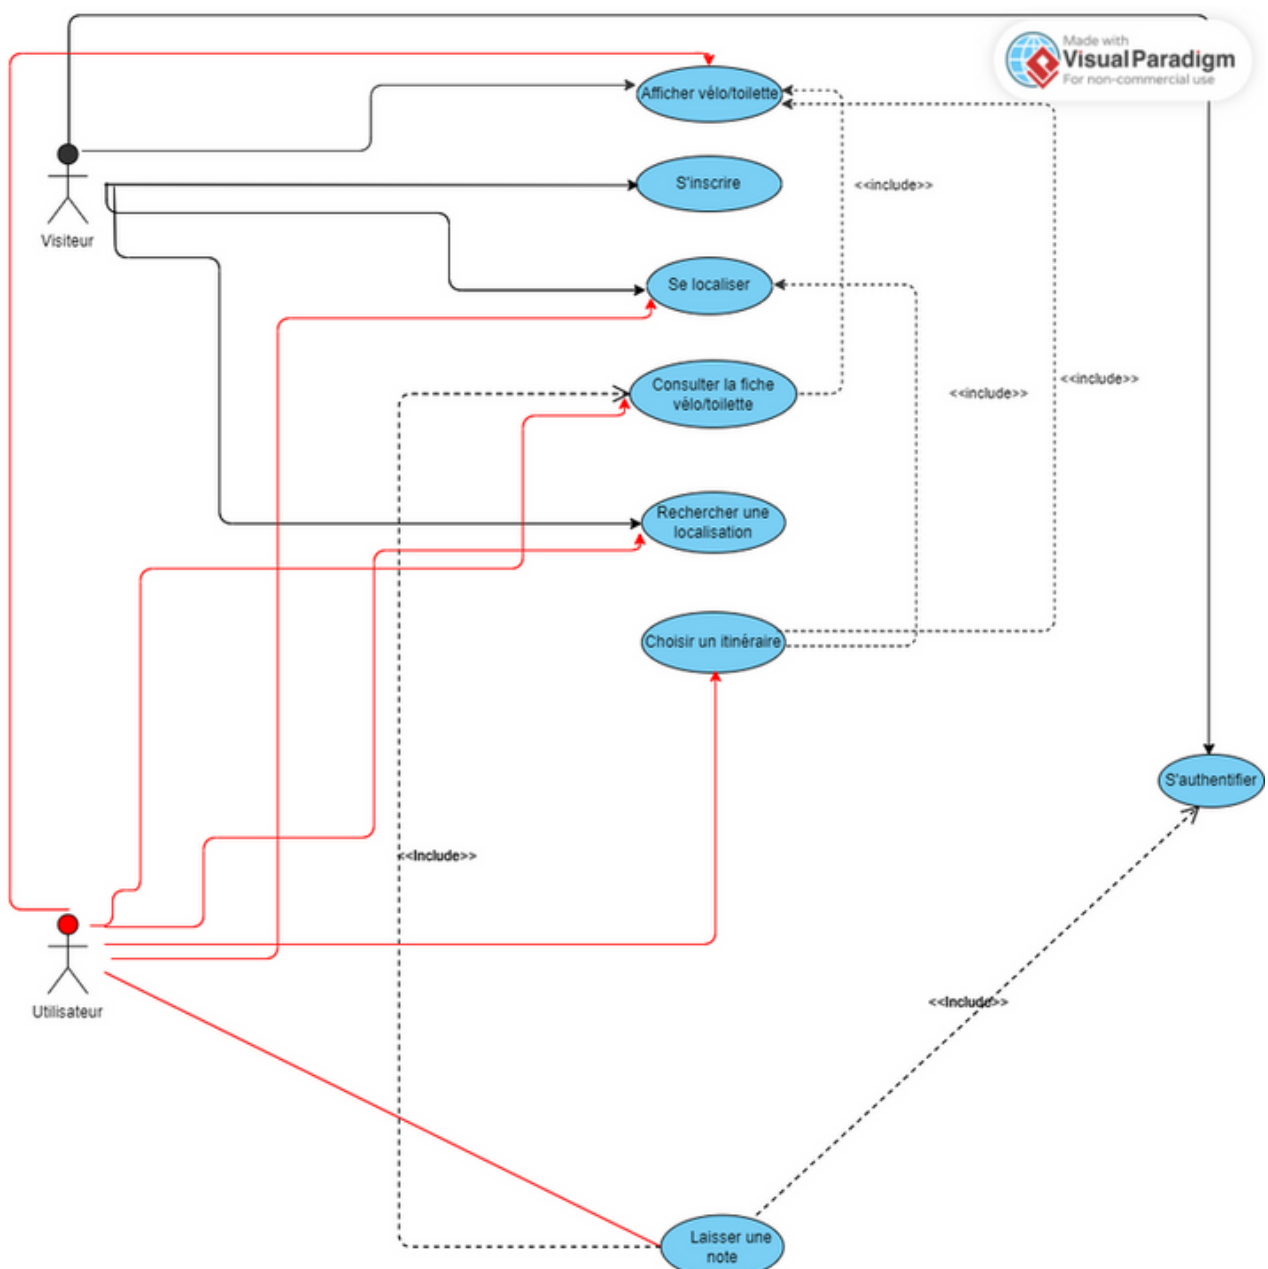 Made with
Visual Paradigm
For non-commercial use
Afficher vélo/toilette
S'inscrire
<<include>>
Visiteur
Se localiser
Consulter la fiche
vélo/toilette
<<include>>
<<include>>
Rechercher une
localisation
Choisir un itinéraire
S'authentifier
<<Include>>
Utilisateur
<<Include>>
Laisser une
note